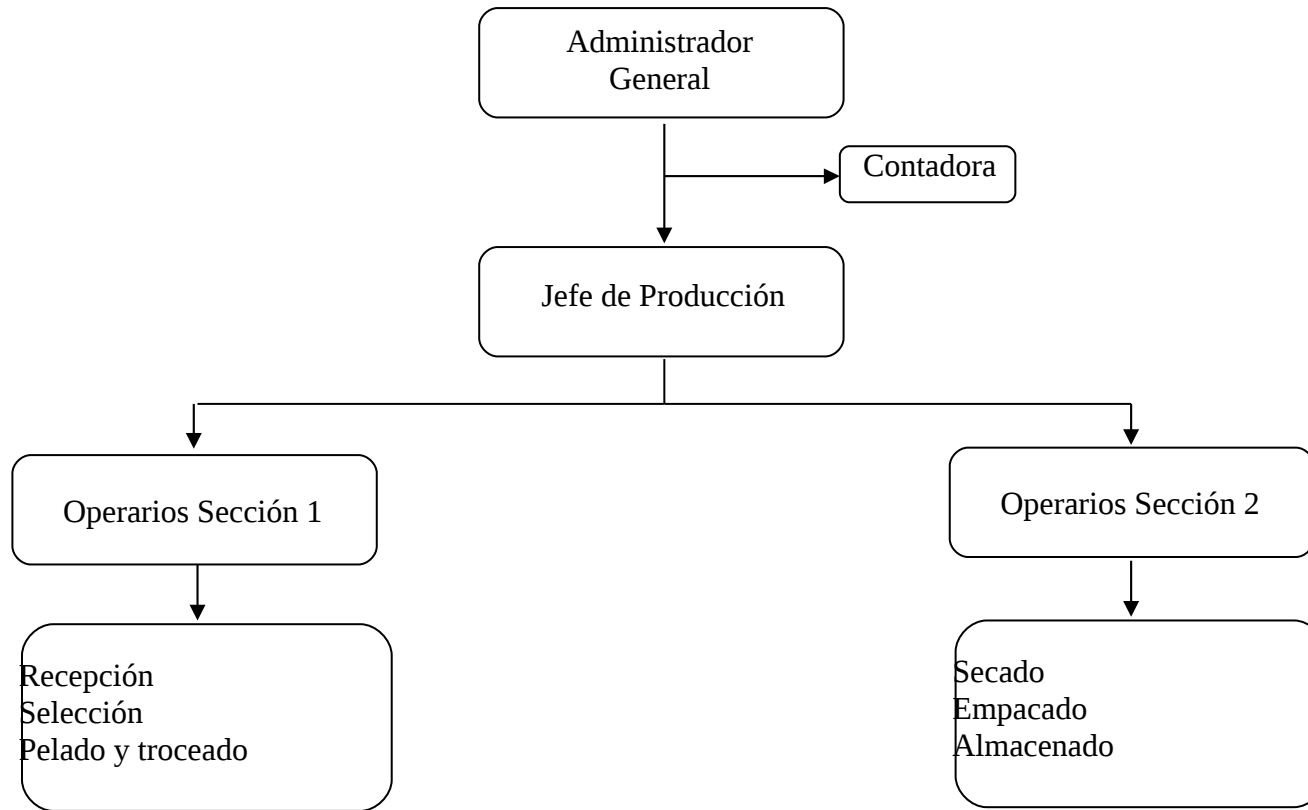 Administrador
General
Contadora
Jefe de Producción
Operarios Sección 1
Operarios Sección 2
Recepción
Selección
Pelado y troceado
Secado
Empacado
Almacenado